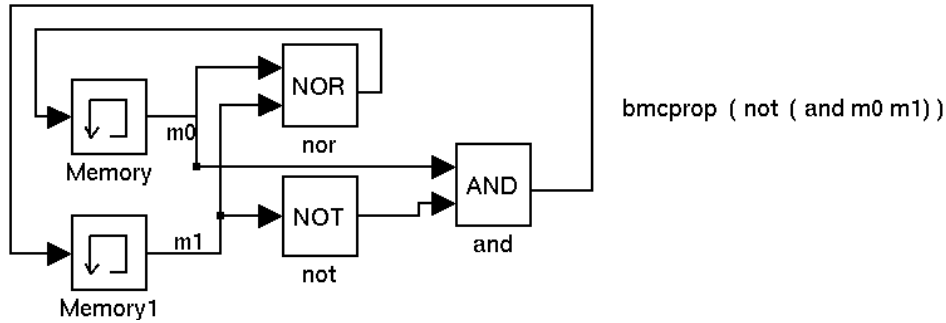 NOR
m0
nor
Memory
bmcprop ( not ( and m0 m1) )
AND
and
NOT
not
m1
Memory1